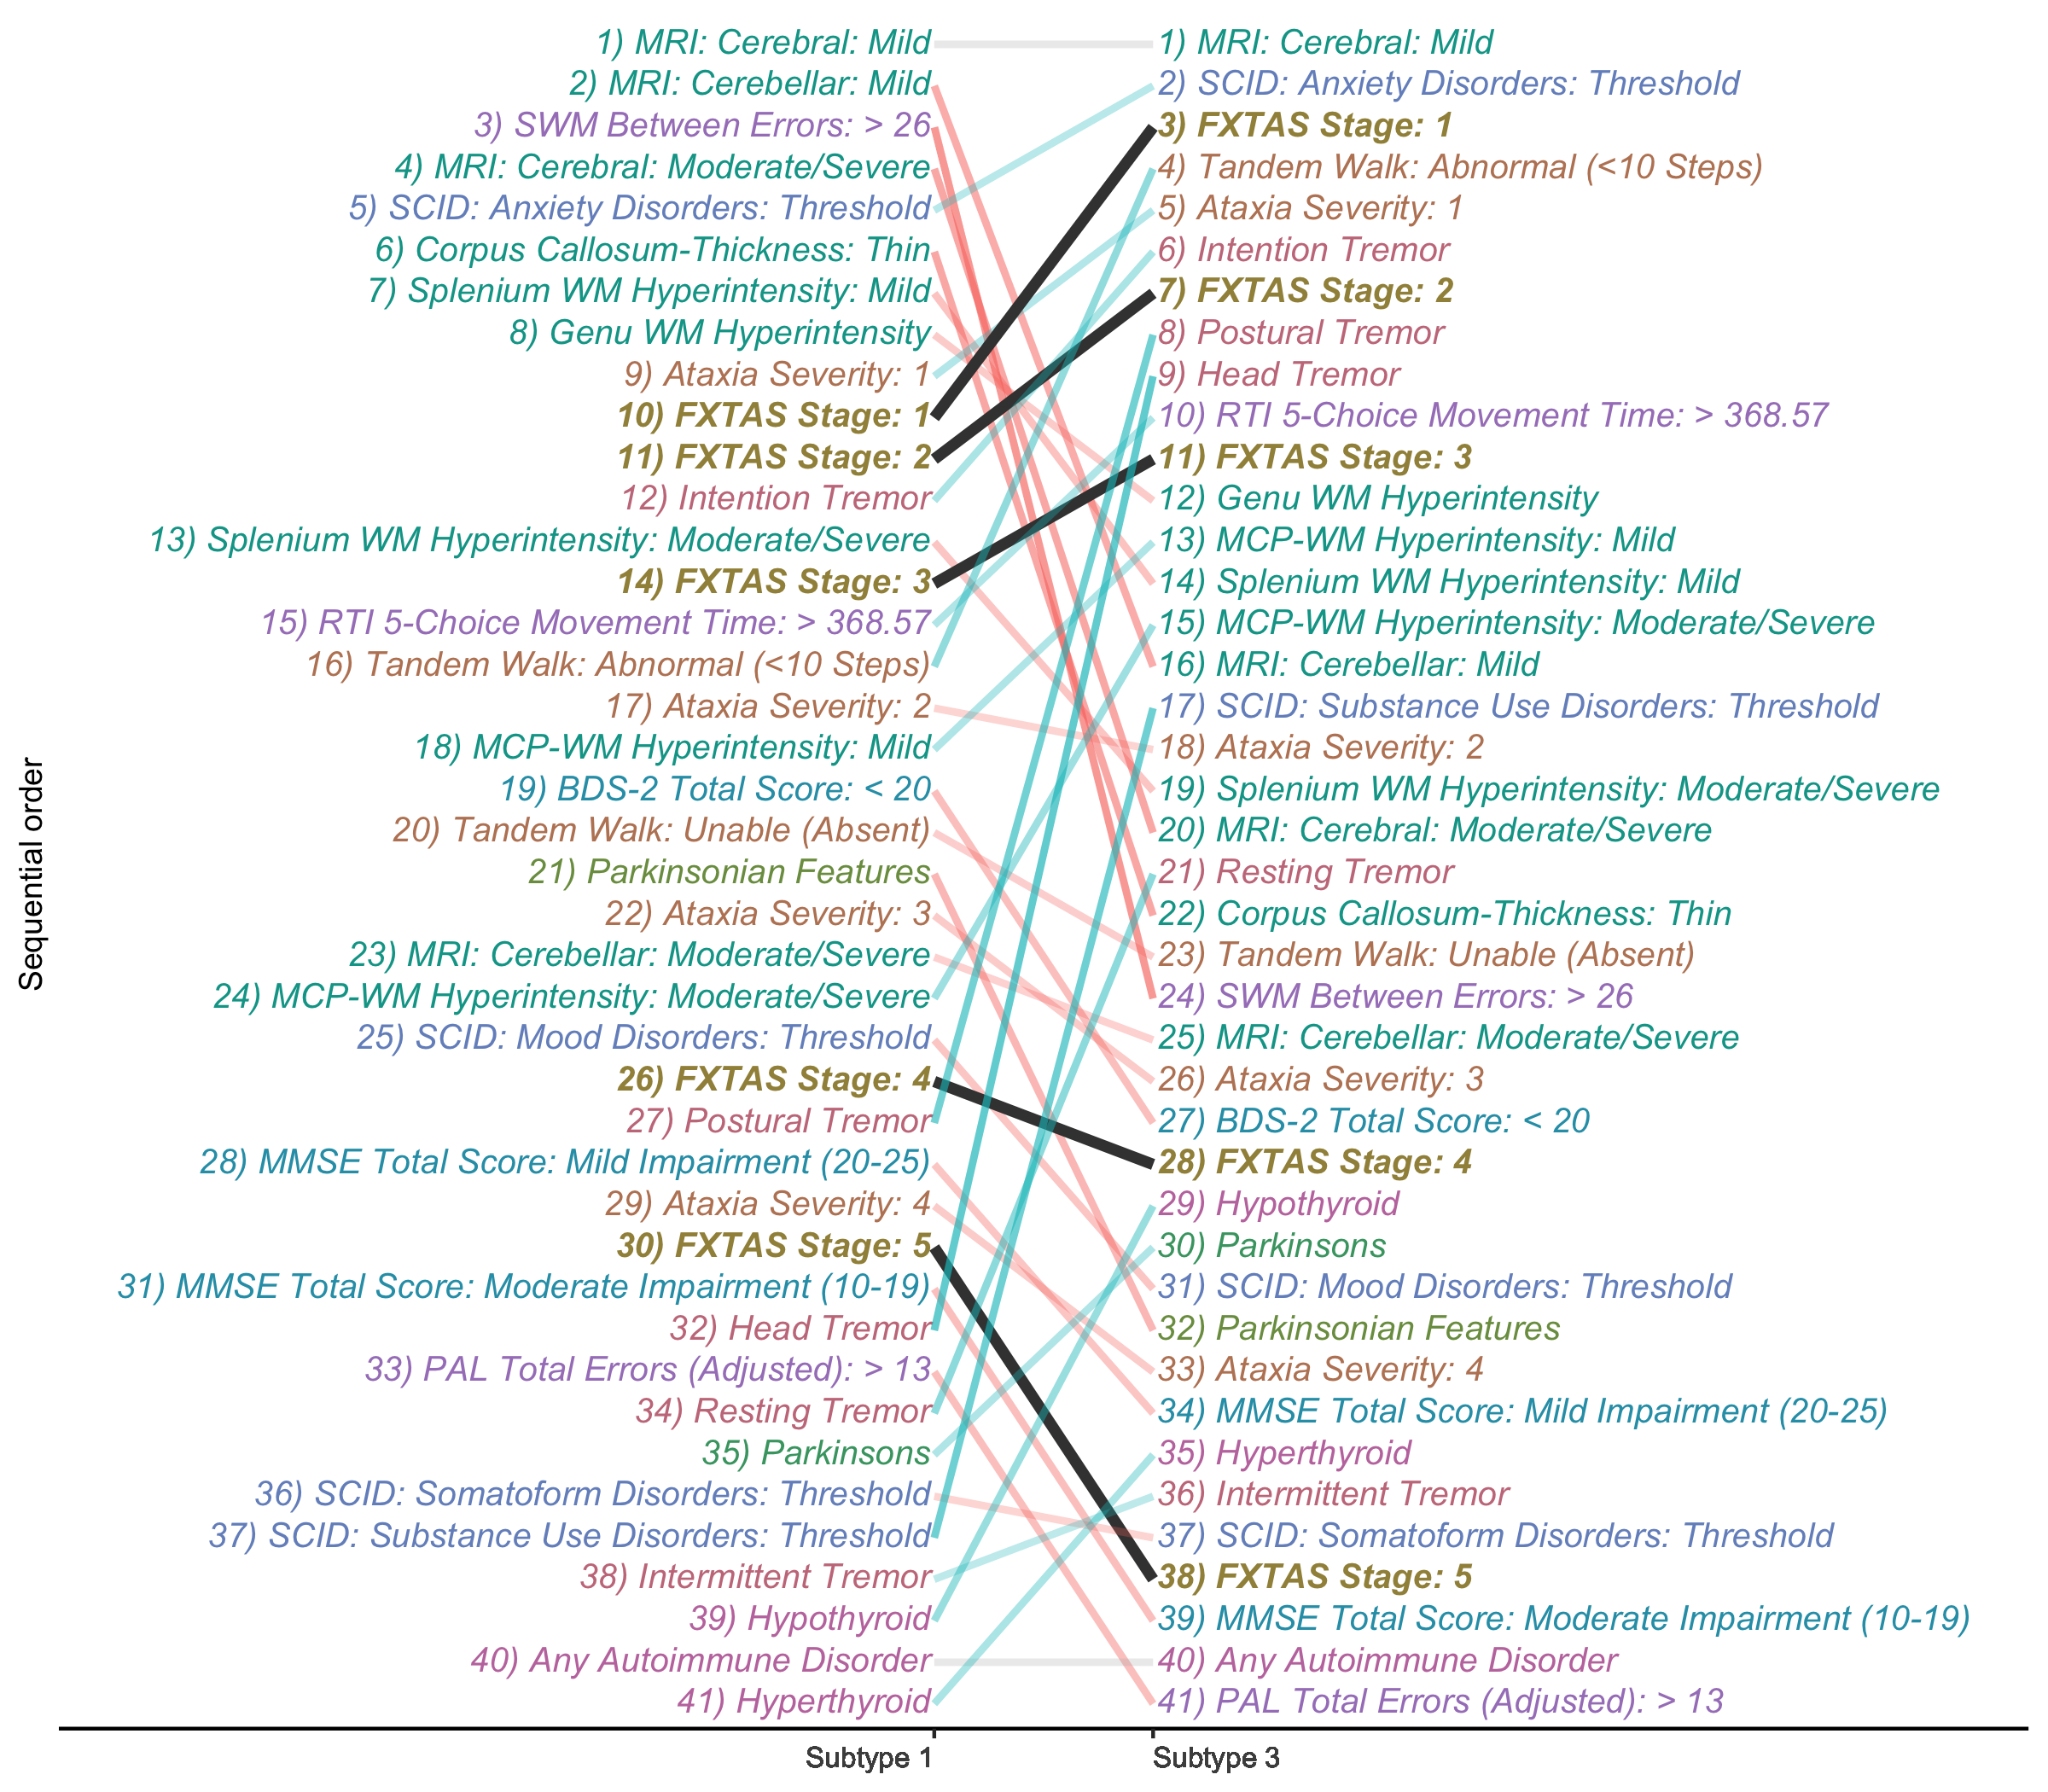 Sequential order
1) MRI: Cerebral: Mild
2) MRI: Cerebellar: Mild
3) SWM Between Errors: > 26
4) MRI: Cerebral: Moderate/Severe
5) SCID: Anxiety Disorders: Threshold
6) Corpus Callosum-Thickness: Thin
7) Splenium WM Hyperintensity: Mild
8) Genu WM Hyperintensity
9) Ataxia Severity: 1
10) FXTAS Stage: 1
11) FXTAS Stage: 2
12) Intention Tremor
13) Splenium WM Hyperintensity: Moderate/Severe
14) FXTAS Stage: 3
15) RTI 5-Choice Movement Time: > 368.57
16) Tandem Walk: Abnormal (<10 Steps)
17) Ataxia Severity: 2
18) MCP-WM Hyperintensity: Mild
19) BDS-2 Total Score: < 20
20) Tandem Walk: Unable (Absent)
21) Parkinsonian Features
22) Ataxia Severity: 3
23) MRI: Cerebellar: Moderate/Severe
24) MCP-WM Hyperintensity: Moderate/Severe
25) SCID: Mood Disorders: Threshold
26) FXTAS Stage: 4
27) Postural Tremor
28) MMSE Total Score: Mild Impairment (20-25)
29) Ataxia Severity: 4
30) FXTAS Stage: 5
31) MMSE Total Score: Moderate Impairment (10-19)
32) Head Tremor
33) PAL Total Errors (Adjusted): > 13
34) Resting Tremor
35) Parkinsons
36) SCID: Somatoform Disorders: Threshold
37) SCID: Substance Use Disorders: Threshold
38) Intermittent Tremor
39) Hypothyroid
40) Any Autoimmune Disorder
41) Hyperthyroid
Subtype 1
1) MRI: Cerebral: Mild
2) SCID: Anxiety Disorders: Threshold
3) FXTAS Stage: 1
4) Tandem Walk: Abnormal (<10 Steps)
5) Ataxia Severity: 1
6) Intention Tremor
7) FXTAS Stage: 2
8) Postural Tremor
9) Head Tremor
10) RTI 5-Choice Movement Time: > 368.57
11) FXTAS Stage: 3
12) Genu WM Hyperintensity
13) MCP-WM Hyperintensity: Mild
14) Splenium WM Hyperintensity: Mild
15) MCP-WM Hyperintensity: Moderate/Severe
16) MRI: Cerebellar: Mild
17) SCID: Substance Use Disorders: Threshold
18) Ataxia Severity: 2
19) Splenium WM Hyperintensity: Moderate/Severe
20) MRI: Cerebral: Moderate/Severe
21) Resting Tremor
22) Corpus Callosum-Thickness: Thin
23) Tandem Walk: Unable (Absent)
24) SWM Between Errors: > 26
25) MRI: Cerebellar: Moderate/Severe
26) Ataxia Severity: 3
27) BDS-2 Total Score: < 20
28) FXTAS Stage: 4
29) Hypothyroid
30) Parkinsons
31) SCID: Mood Disorders: Threshold
32) Parkinsonian Features
33) Ataxia Severity: 4
34) MMSE Total Score: Mild Impairment (20-25)
35) Hyperthyroid
36) Intermittent Tremor
37) SCID: Somatoform Disorders: Threshold
38) FXTAS Stage: 5
39) MMSE Total Score: Moderate Impairment (10-19)
40) Any Autoimmune Disorder
41) PAL Total Errors (Adjusted): > 13
Subtype 3